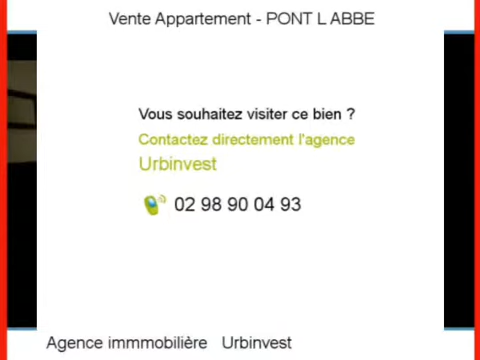 Vente Appartement - PONT L ABBE
Vous souhaitez visiter ce bien ?
Contactez directement l'agence
Urbinvest
02 98 90 04 93
Agence immmobilière Urbinvest